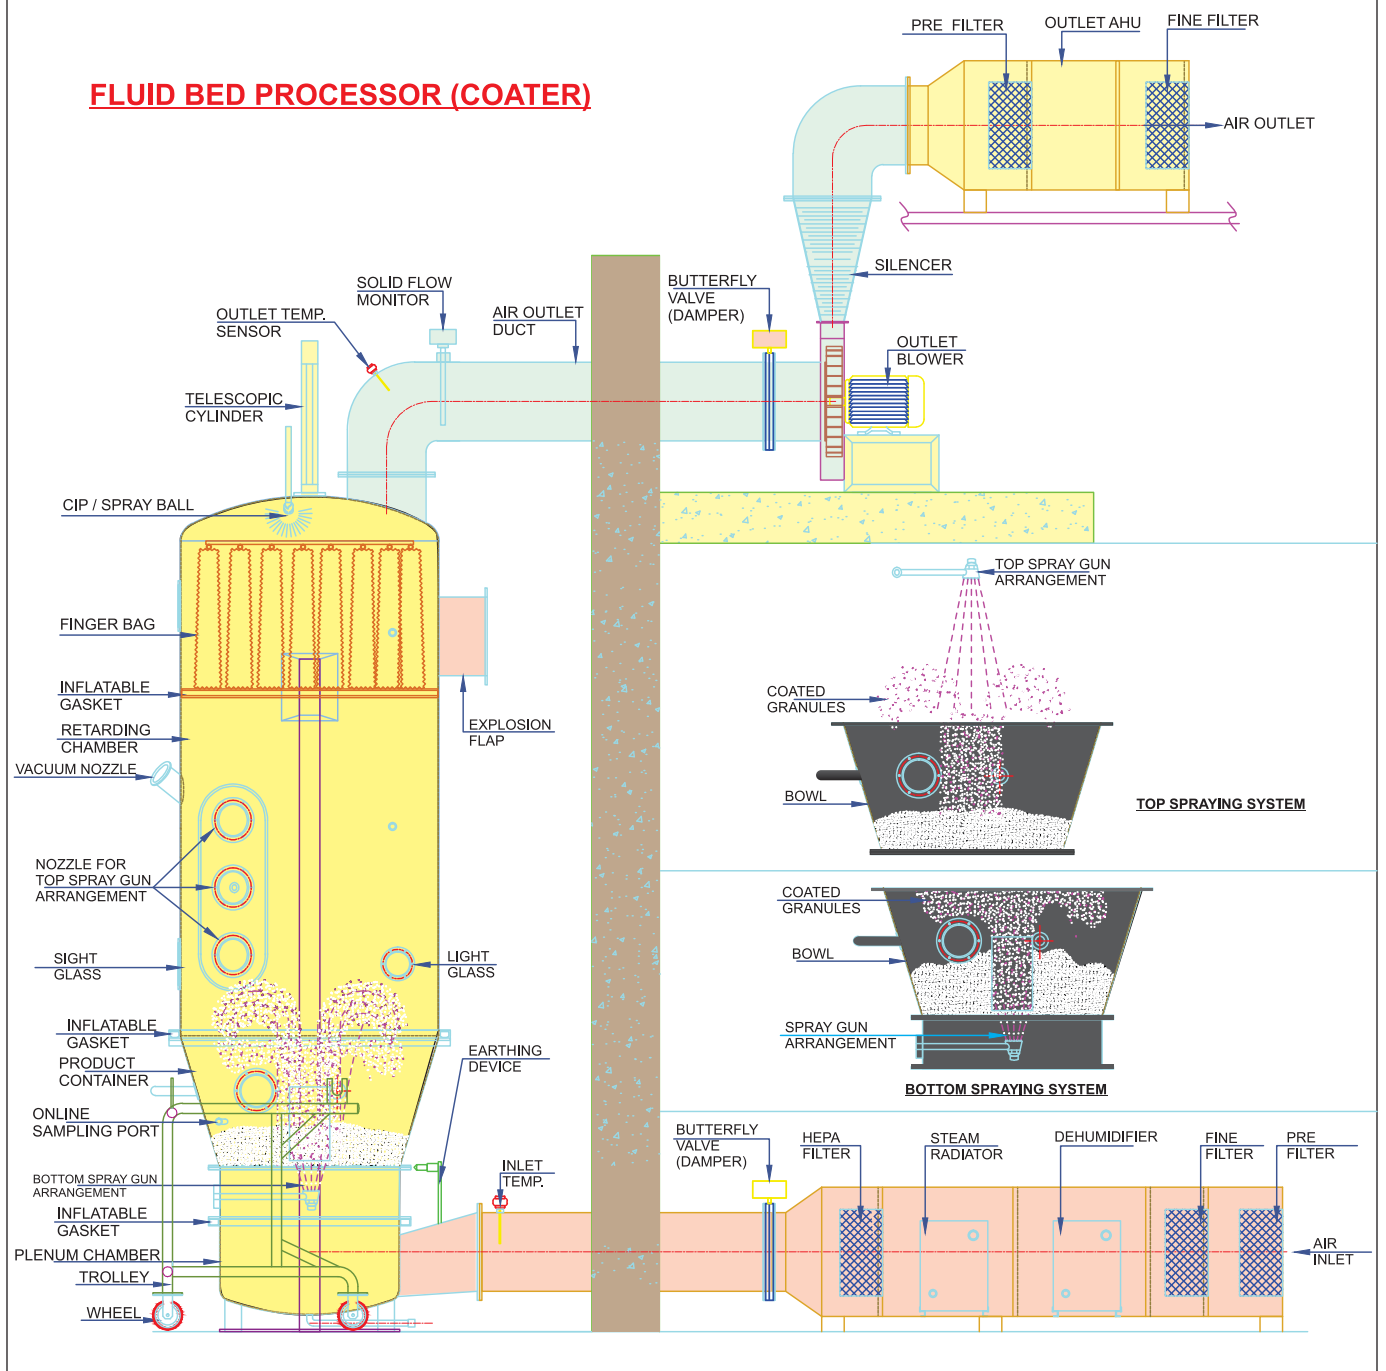 PRE FILTER
OUTLET AHU
FINE FILTER
FLUID BED PROCESSOR (COATER)
AIR OUTLET
SILENCER
SOLID FLOW
MONITOR
BUTTERFLY
VALVE
(DAMPER)
OUTLET TEMP.
SENSOR
AIR OUTLET
DUCT
OUTLET
BLOWER
TELESCOPIC
CYLINDER
CIP / SPRAY BALL
TOP SPRAY GUN
ARRANGEMENT
FINGER BAG
INFLATABLE
GASKET
COATED
GRANULES
RETARDING
CHAMBER
EXPLOSION
FLAP
VACUUM NOZZLE
BOWL
TOP SPRAYING SYSTEM
NOZZLE FOR
TOP SPRAY GUN
ARRANGEMENT
COATED
GRANULES
SIGHT
GLASS
LIGHT
GLASS
BOWL
INFLATABLE
GASKET
SPRAY GUN
ARRANGEMENT
PRODUCT
CONTAINER
EARTHING
DEVICE
BOTTOM SPRAYING SYSTEM
ONLINE
SAMPLING PORT
BUTTERFLY
VALVE
(DAMPER)
HEPA
FILTER
STEAM
RADIATOR
DEHUMIDIFIER
FINE
FILTER
PRE
FILTER
BOTTOM SPRAY GUN
ARRANGEMENT
INLET
TEMP.
INFLATABLE
GASKET
PLENUM CHAMBER
AIR
INLET
TROLLEY
WHEEL